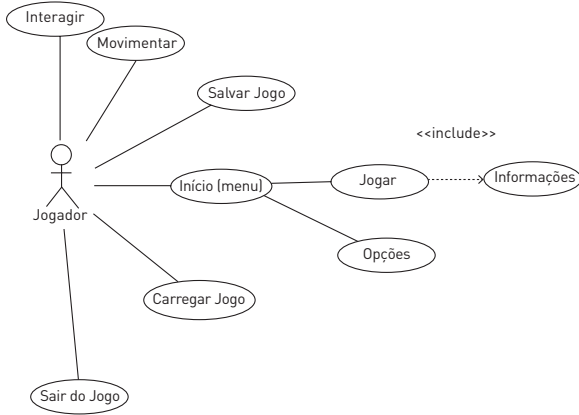 Interagir
Movimentar
Salvar Jogo
<<include>>
Início (menu)
Jogar
Informações
Jogador
Opções
Carregar Jogo
Sair do Jogo